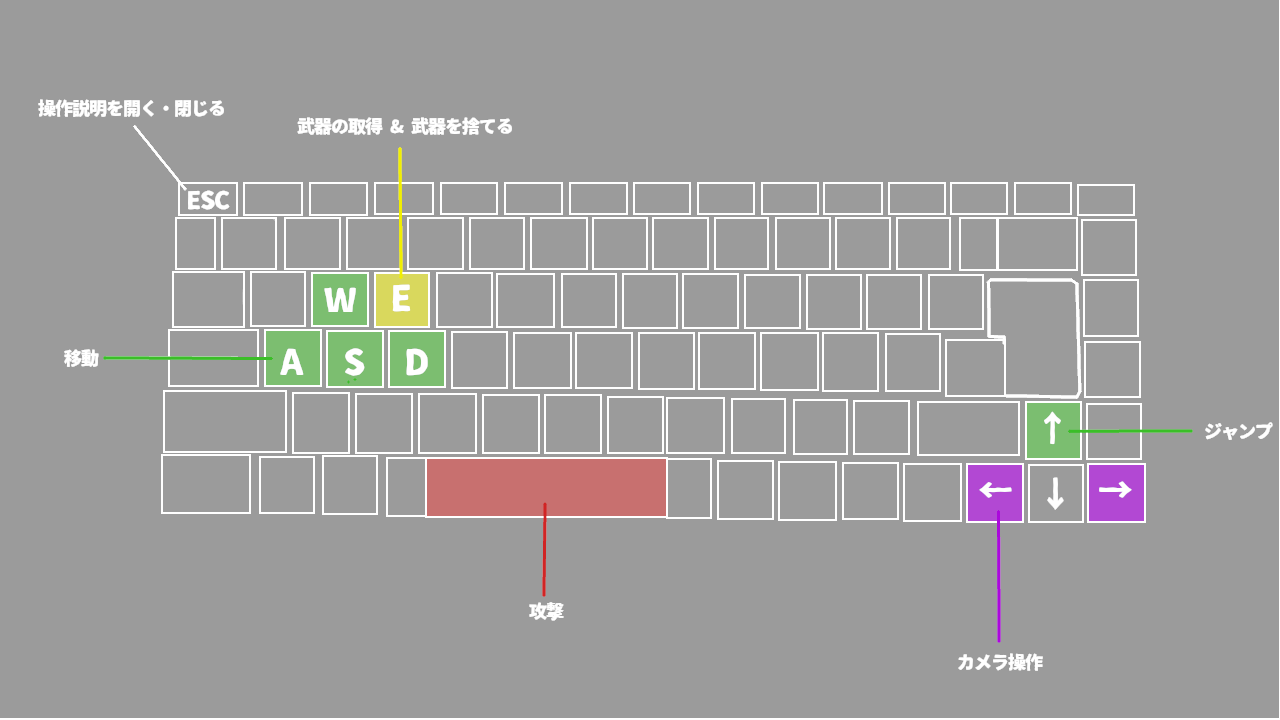 操作説明を開く・閉じる
武器の取得 & 武器を捨てる
ESC
W
E
移動
A
S
D
↑
ジャンプ
←
↓
→
攻撃
カメラ操作